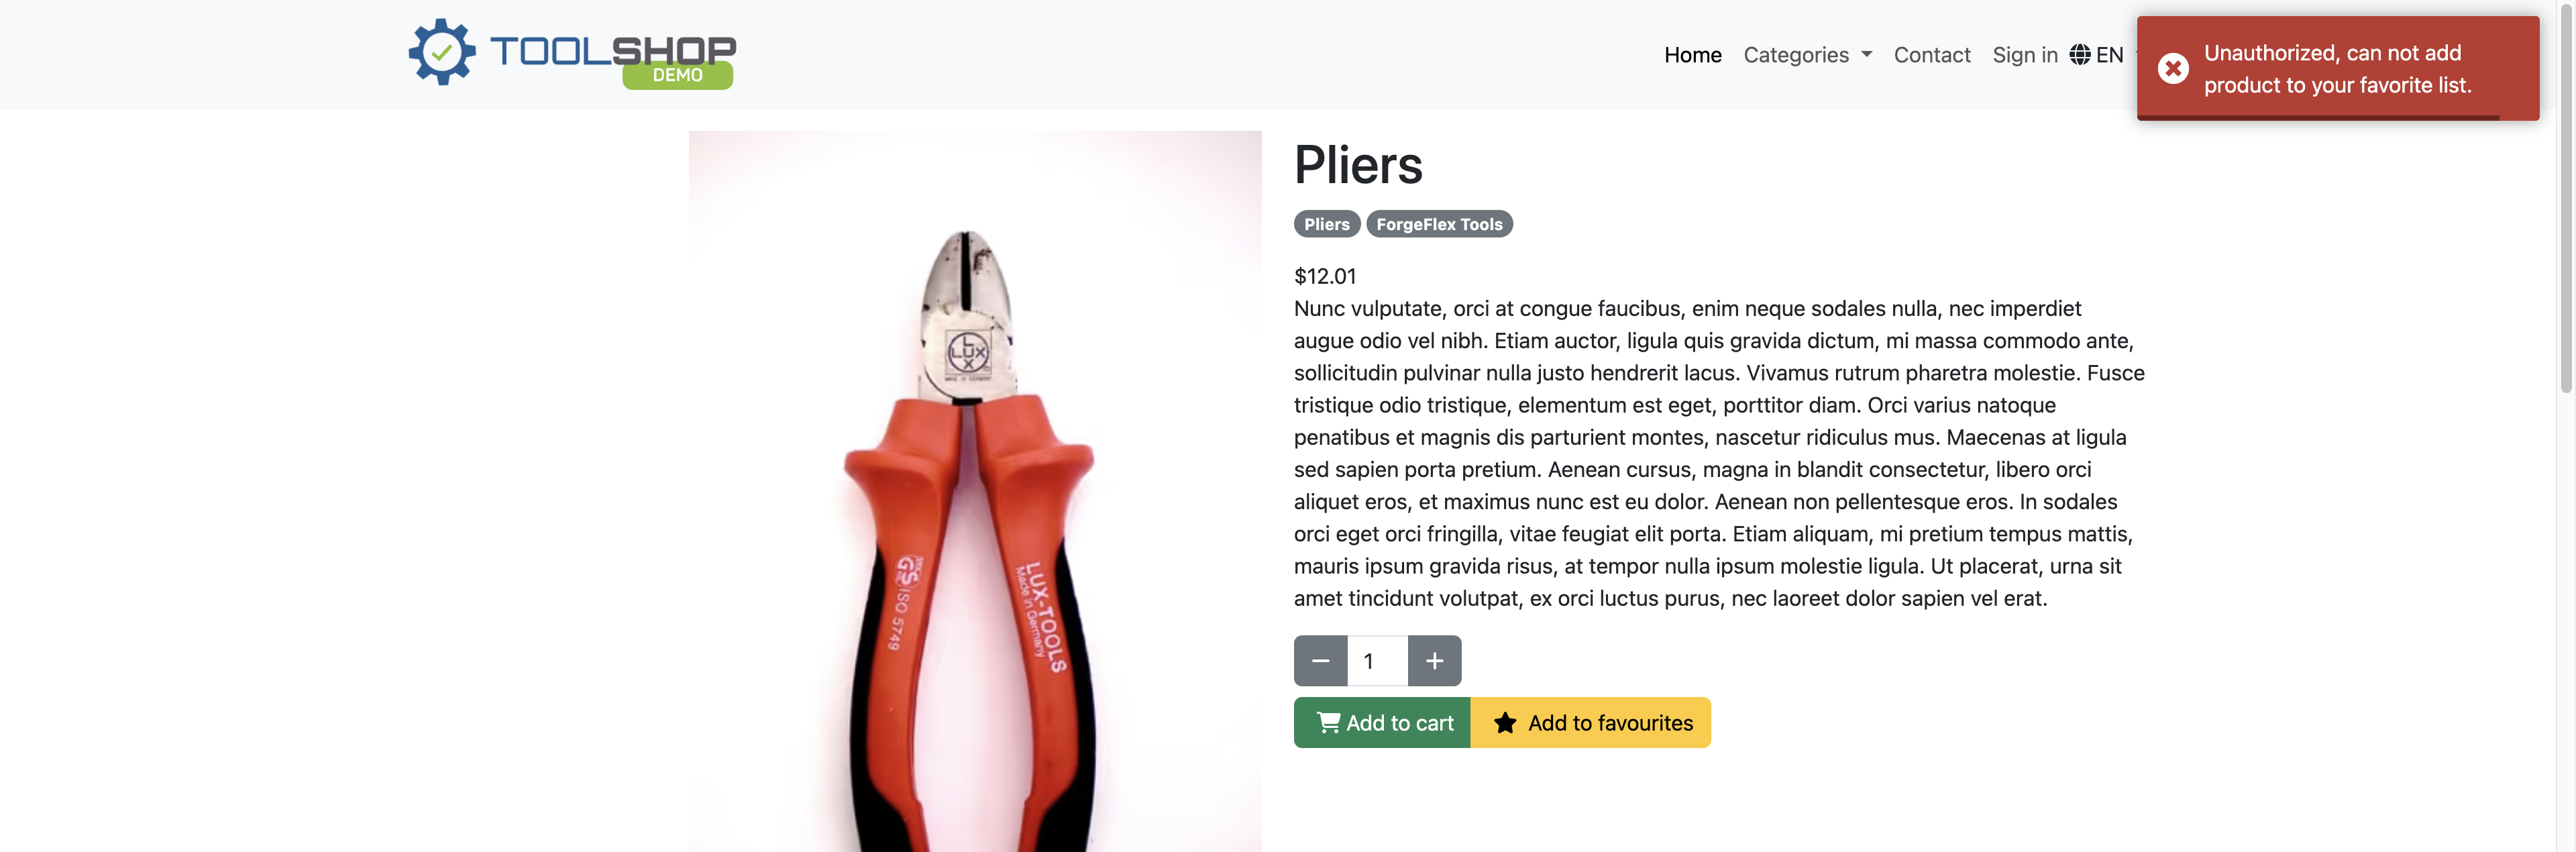 TOOLSHOP
DEMO
Home Categories Contact Sign in EN
Unauthorized, can not add
product to your favorite list.
Pliers
Pliers ForgeFlex Tools
$12.01
Nunc vulputate, orci at congue faucibus, enim neque sodales nulla, nec imperdiet
augue odio vel nibh. Etiam auctor, ligula quis gravida dictum, mi massa commodo ante,
sollicitudin pulvinar nulla justo hendrerit lacus. Vivamus rutrum pharetra molestie. Fusce
tristique odio tristique, elementum est eget, porttitor diam. Orci varius natoque
penatibus et magnis dis parturient montes, nascetur ridiculus mus. Maecenas at ligula
sed sapien porta pretium. Aenean cursus, magna in blandit consectetur, libero orci
aliquet eros, et maximus nunc est eu dolor. Aenean non pellentesque eros. In sodales
orci eget orci fringilla, vitae feugiat elit porta. Etiam aliquam, mi pretium tempus mattis,
mauris ipsum gravida risus, at tempor nulla ipsum molestie ligula. Ut placerat, urna sit
amet tincidunt volutpat, ex orci luctus purus, nec laoreet dolor sapien vel erat.
1
Add to cart Add to favourites
L
LUX
X
GS ISO 5749
LUX-TOOLS
Made in Germany